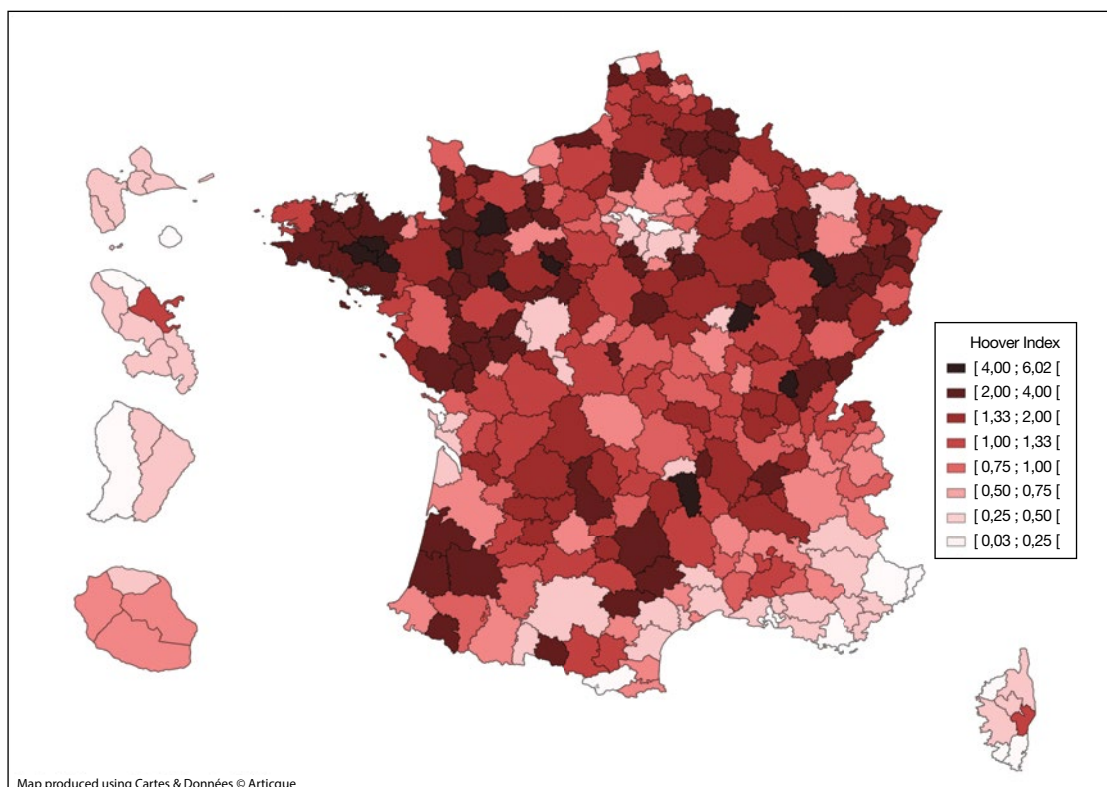 Hoover Index
[ 4,00 ; 6,02 [
[ 2,00 ; 4,00 [
[ 1,33 ; 2,00 [
[ 1,00 ; 1,33 [
[ 0,75 ; 1,00 [
[ 0,50 ; 0,75 [
[ 0,25 ; 0,50 [
[ 0,03 ; 0,25 [
Map produced using Cartes & Données © Articque